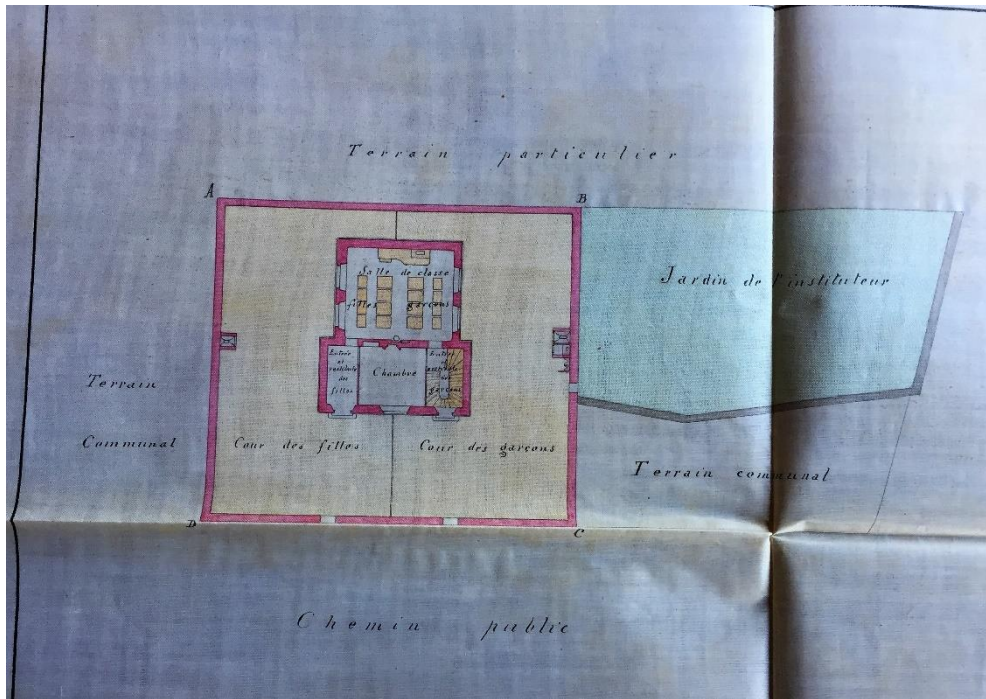 Terrain particulier
A
B
Salle de classe
filles garçons
Jardin de l'instituteur
Entrée
et
vestibule
des
filles
Chambre
Entrée
et
vestibule
des
garçons
Terrain
Communal
Cour des filles
Cour des garçons
Terrain communal
D
C
Chemin public